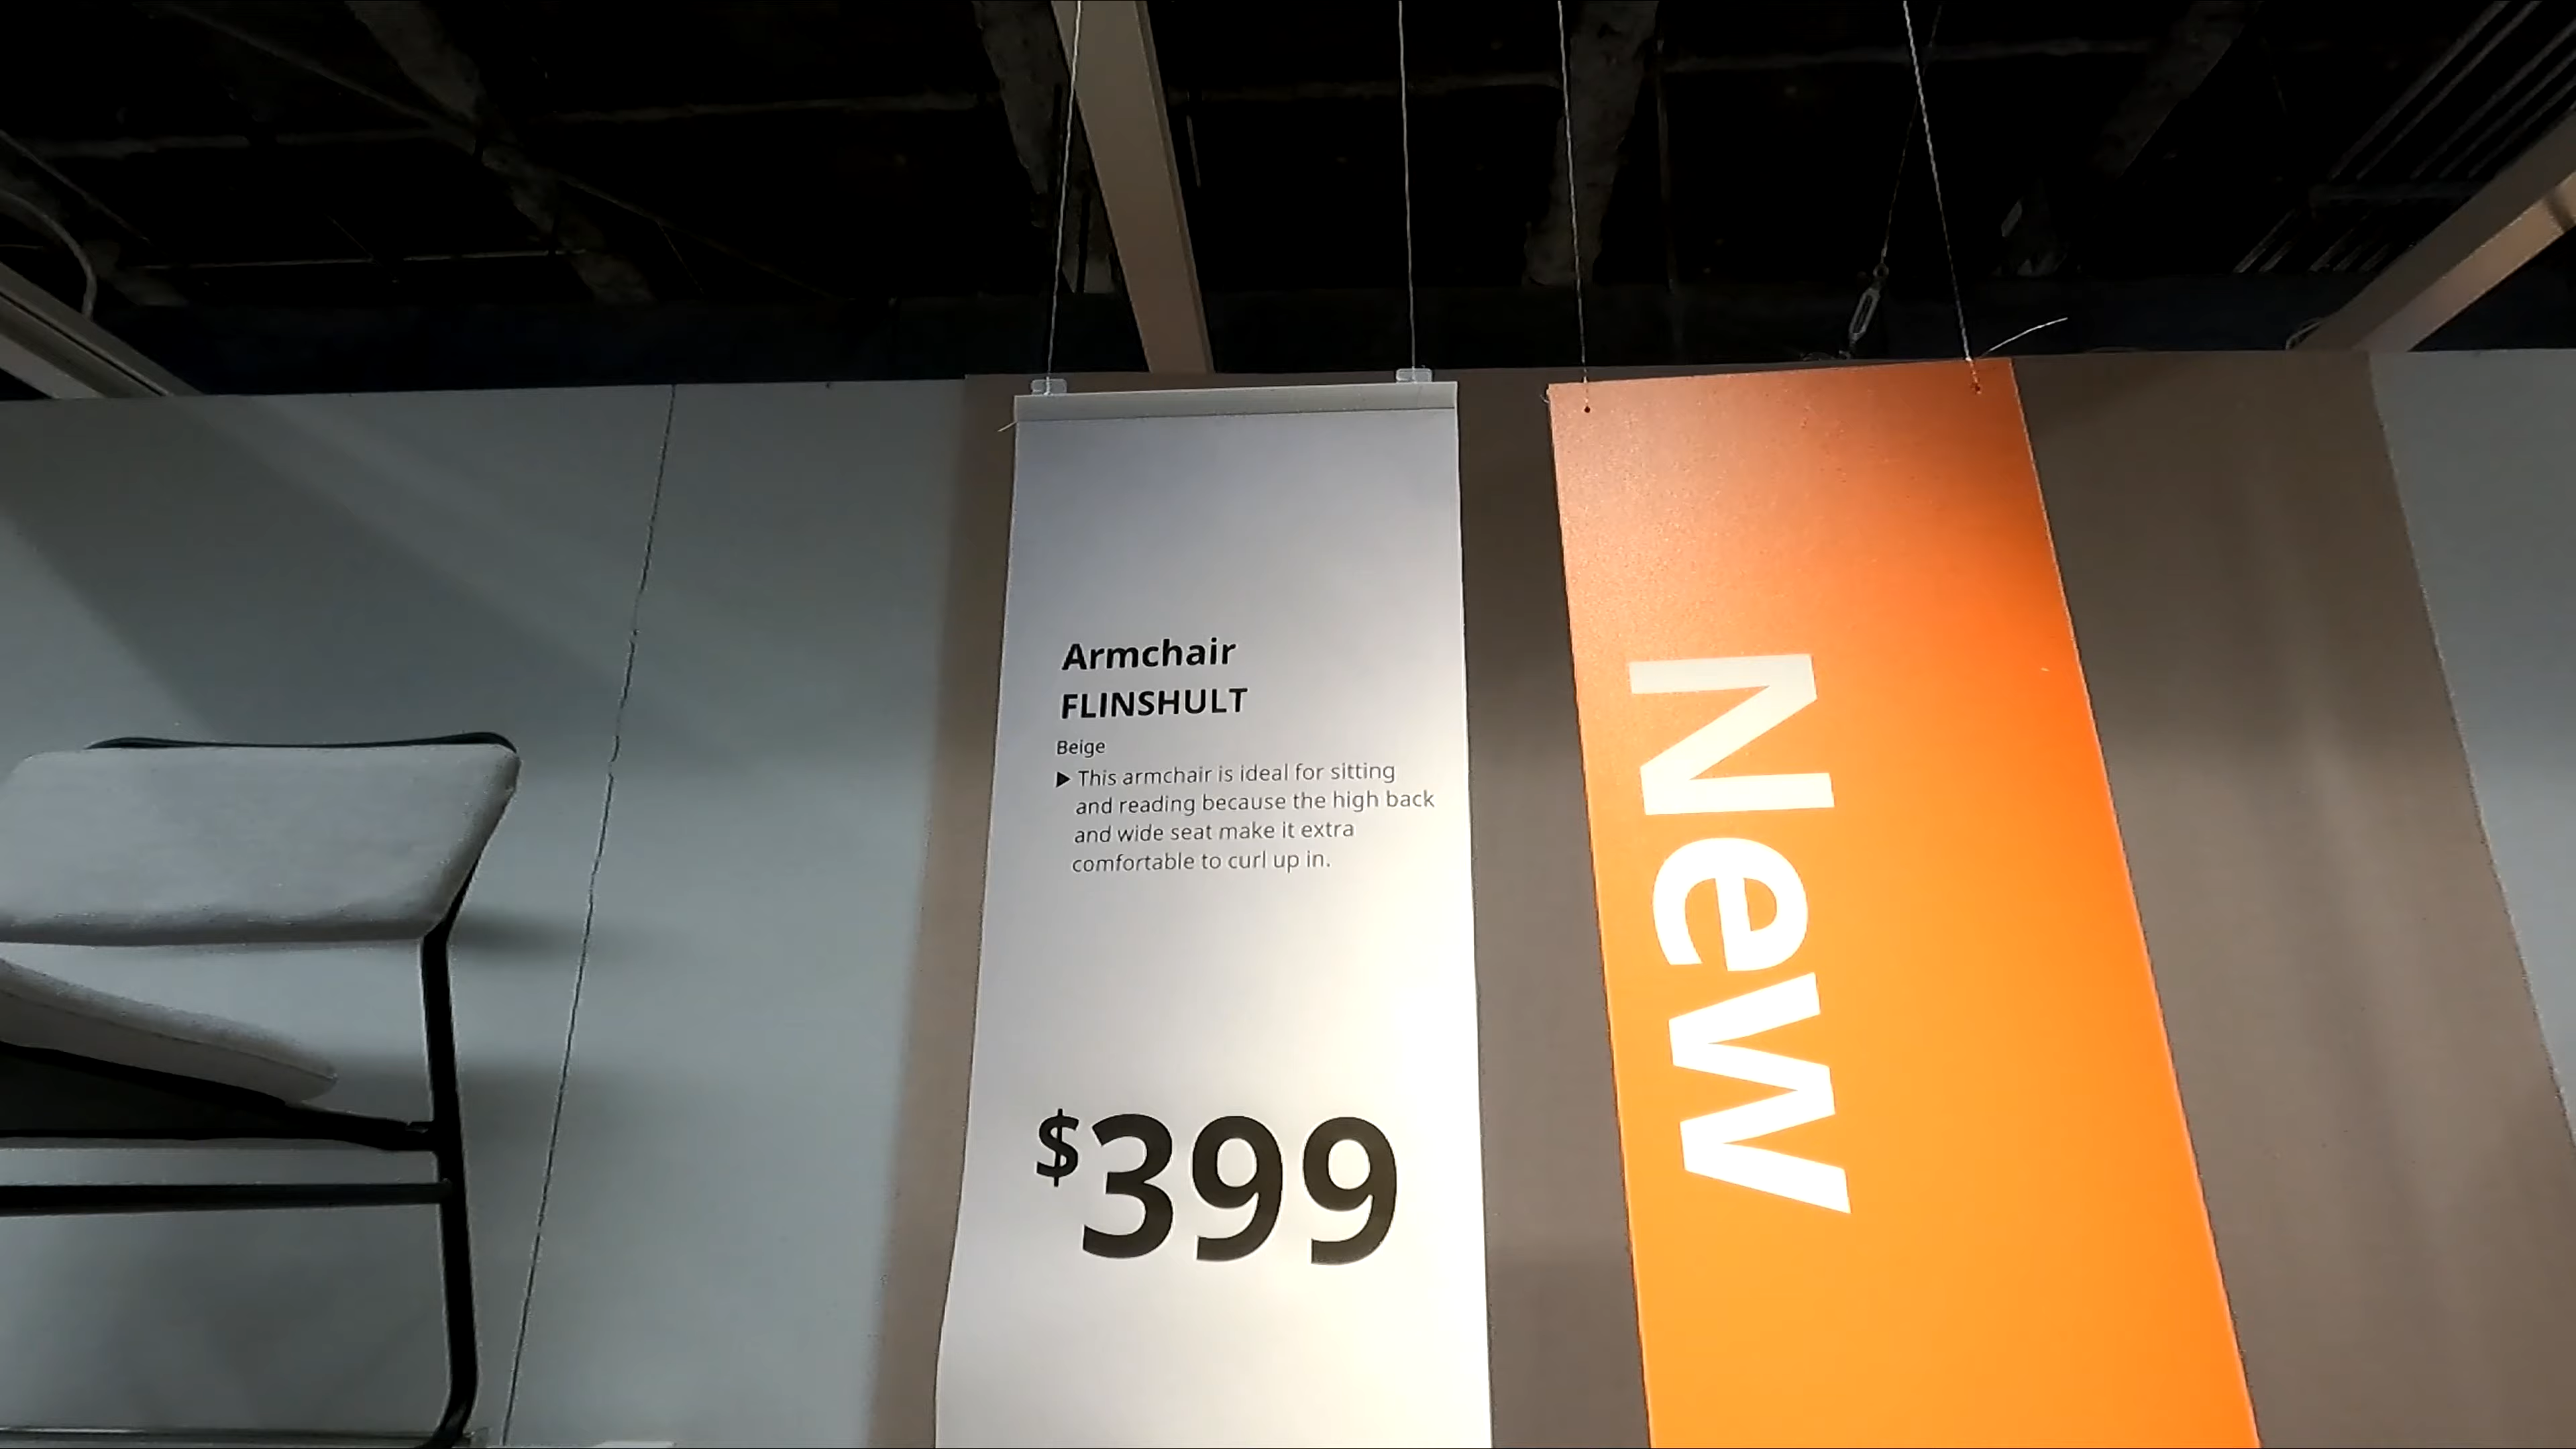 Armchair
FLINSHULT
Beige
▶ This armchair is ideal for sitting
and reading because the high back
and wide seat make it extra
comfortable to curl up in.
$399
New